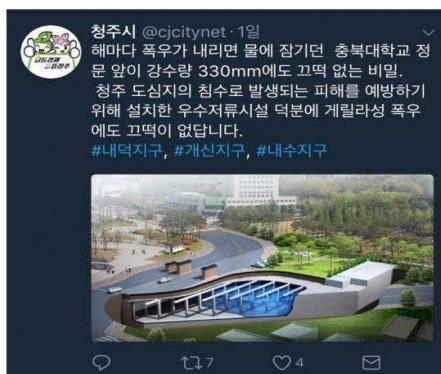 청주시 @cjcitynet · 1일
해마다 폭우가 내리면 물에 잠기던 충북대학교 정
문 앞이 강수량 330mm에도 끄떡 없는 비밀.
청주 도심지의 침수로 발생되는 피해를 예방하기
위해 설치한 우수저류시설 덕분에 게릴라성 폭우
에도 끄떡이 없답니다.
#내덕지구, #개신지구, #내수지구
7
4